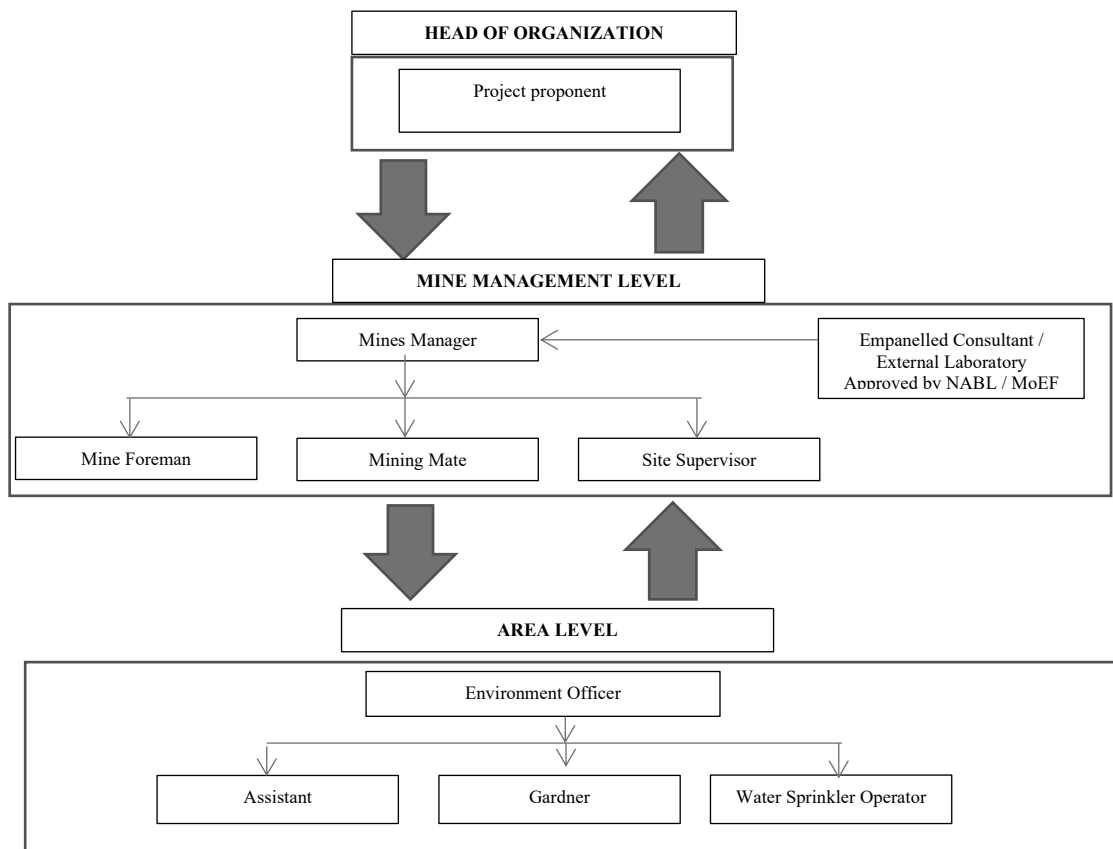 HEAD OF ORGANIZATION
Project proponent
MINE MANAGEMENT LEVEL
Mines Manager
Empanelled Consultant /
External Laboratory
Approved by NABL / MoEF
Mine Foreman
Mining Mate
Site Supervisor
AREA LEVEL
Environment Officer
Assistant
Gardner
Water Sprinkler Operator